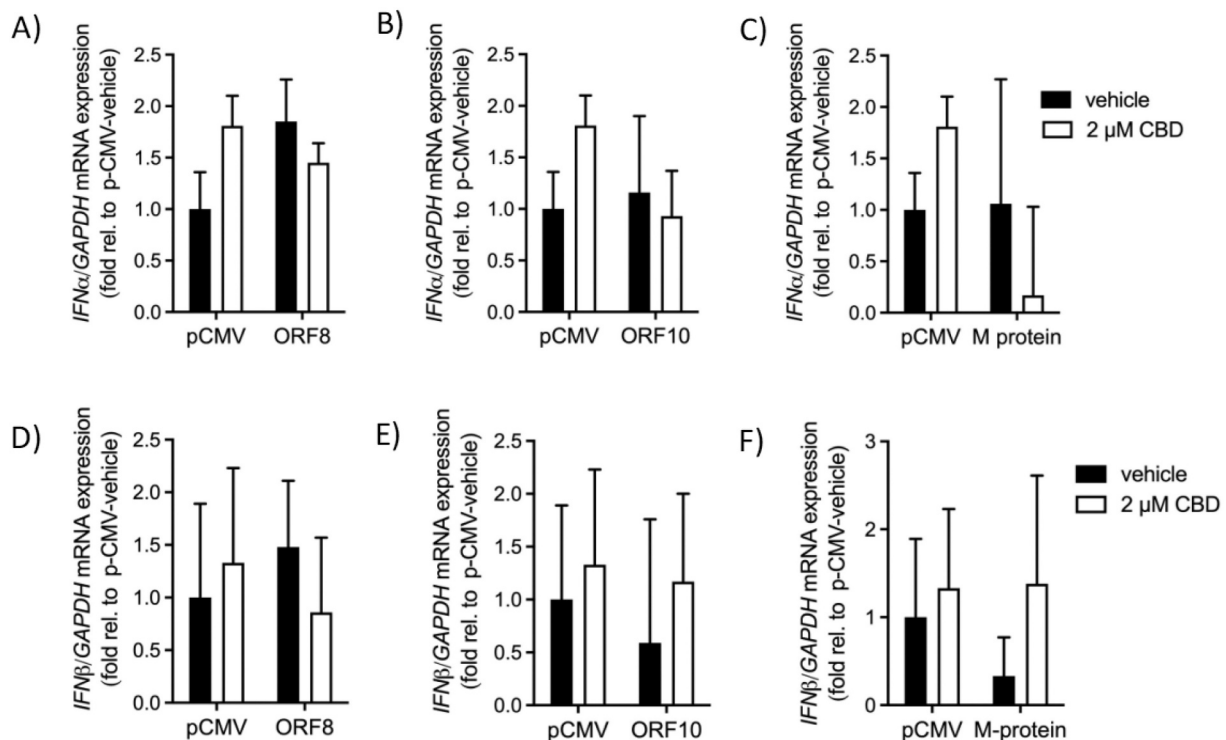 A)
IFNα/GAPDH mRNA expression
(fold rel. to p-CMV-vehicle)
2.5
2.0
1.5
1.0
0.5
0.0
pCMV ORF8
B)
IFNα/GAPDH mRNA expression
(fold rel. to p-CMV-vehicle)
2.5
2.0
1.5
1.0
0.5
0.0
pCMV ORF10
C)
IFNα/GAPDH mRNA expression
(fold rel. to p-CMV-vehicle)
2.5
2.0
1.5
1.0
0.5
0.0
pCMV M protein
vehicle
2 µM CBD
D)
IFNβ/GAPDH mRNA expression
(fold rel. to p-CMV-vehicle)
2.5
2.0
1.5
1.0
0.5
0.0
pCMV ORF8
E)
IFNβ/GAPDH mRNA expression
(fold rel. to p-CMV-vehicle)
2.5
2.0
1.5
1.0
0.5
0.0
pCMV ORF10
F)
IFNβ/GAPDH mRNA expression
(fold rel. to p-CMV-vehicle)
3
2
1
0
pCMV M-protein
vehicle
2 µM CBD